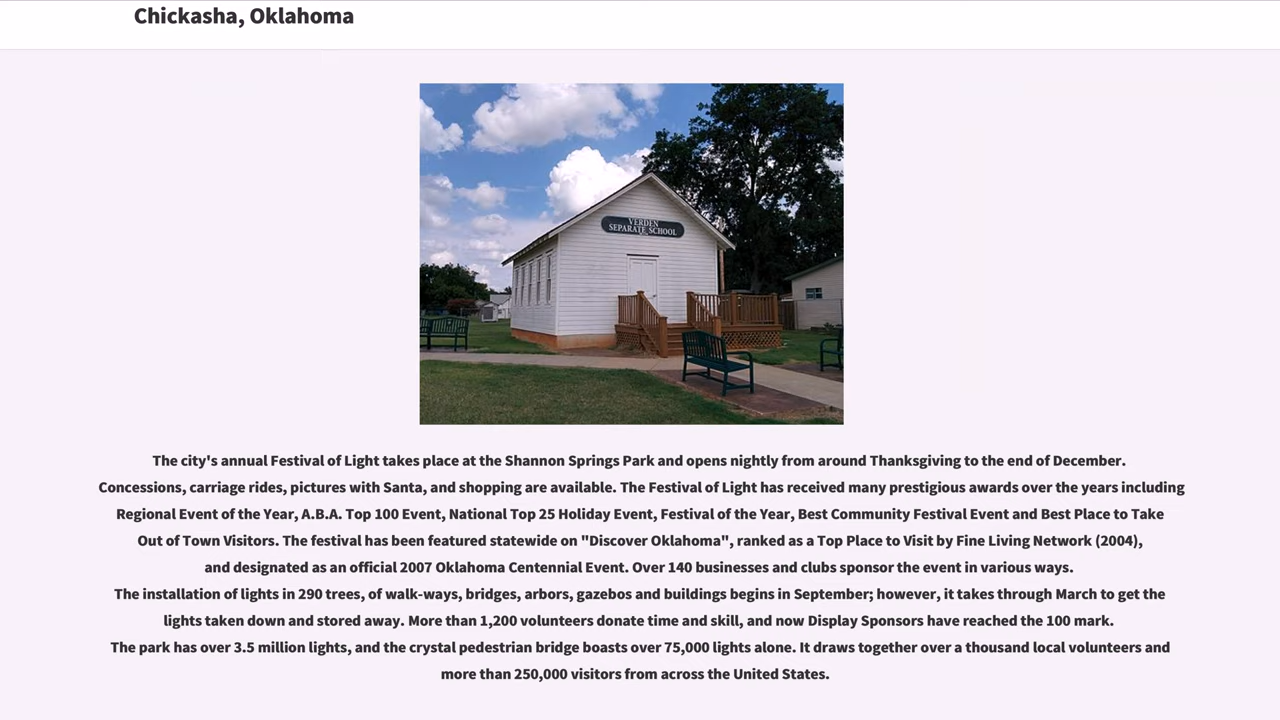 Chickasha, Oklahoma
VERDEN
SEPARATE SCHOOL
The city's annual Festival of Light takes place at the Shannon Springs Park and opens nightly from around Thanksgiving to the end of December.
Concessions, carriage rides, pictures with Santa, and shopping are available. The Festival of Light has received many prestigious awards over the years including
Regional Event of the Year, A.B.A. Top 100 Event, National Top 25 Holiday Event, Festival of the Year, Best Community Festival Event and Best Place to Take
Out of Town Visitors. The festival has been featured statewide on "Discover Oklahoma", ranked as a Top Place to Visit by Fine Living Network (2004),
and designated as an official 2007 Oklahoma Centennial Event. Over 140 businesses and clubs sponsor the event in various ways.
The installation of lights in 290 trees, of walk-ways, bridges, arbors, gazebos and buildings begins in September; however, it takes through March to get the
lights taken down and stored away. More than 1,200 volunteers donate time and skill, and now Display Sponsors have reached the 100 mark.
The park has over 3.5 million lights, and the crystal pedestrian bridge boasts over 75,000 lights alone. It draws together over a thousand local volunteers and
more than 250,000 visitors from across the United States.